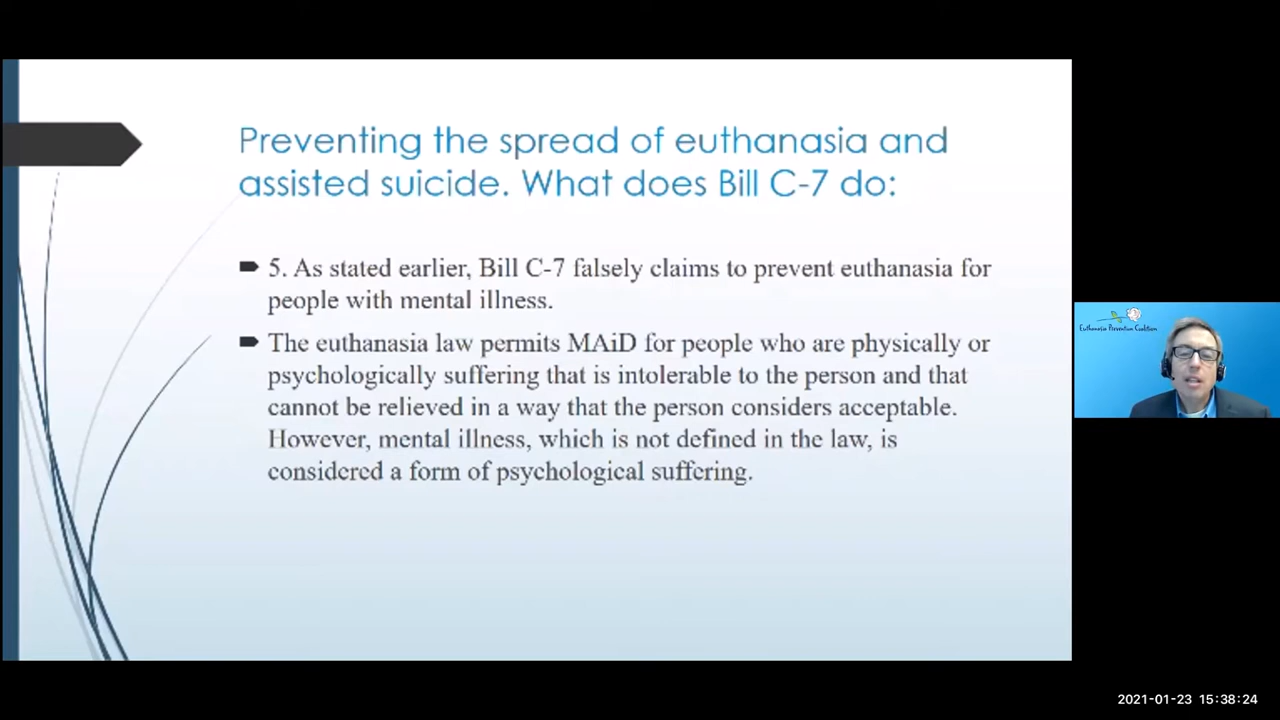 Preventing the spread of euthanasia and
assisted suicide. What does Bill C-7 do:
5. As stated earlier, Bill C-7 falsely claims to prevent euthanasia for
people with mental illness.
The euthanasia law permits MAiD for people who are physically or
psychologically suffering that is intolerable to the person and that
cannot be relieved in a way that the person considers acceptable.
However, mental illness, which is not defined in the law, is
considered a form of psychological suffering.
Euthanasia Prevention Coalition
2021-01-23 15:38:24